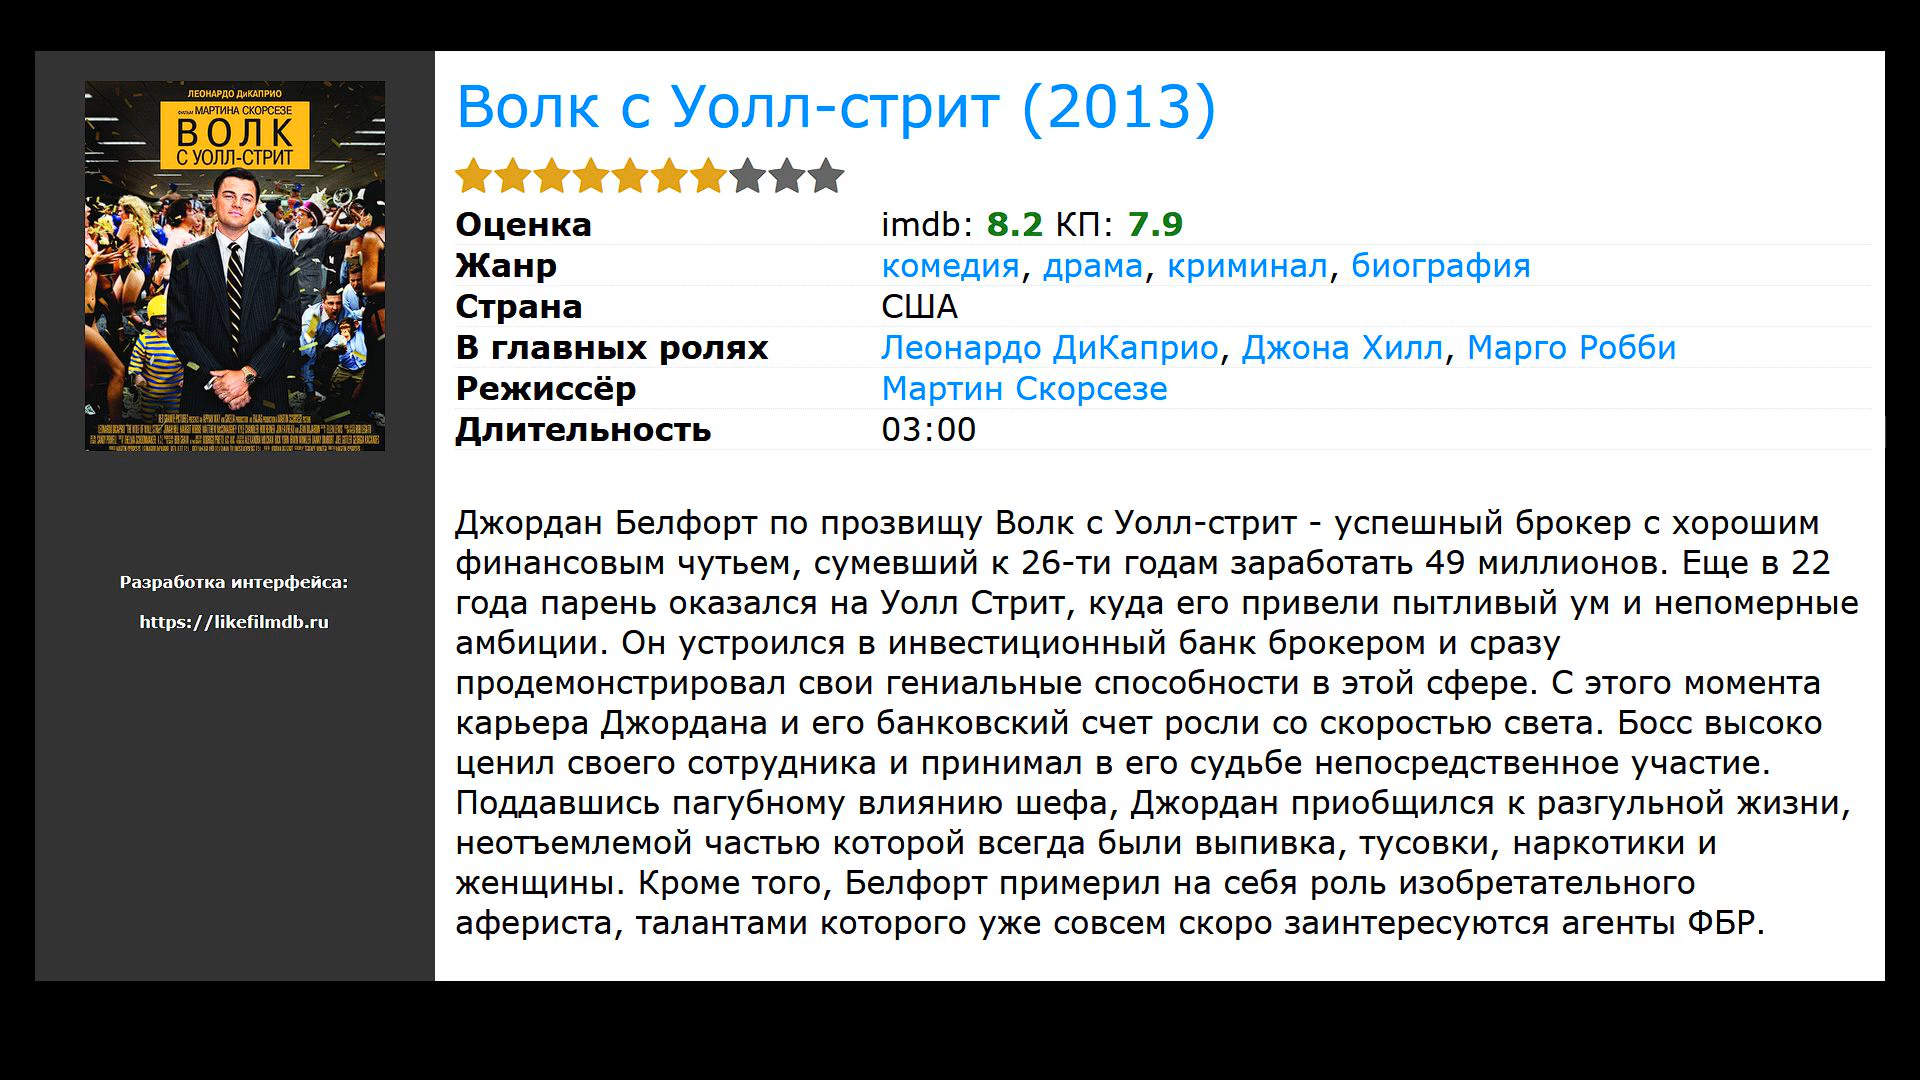 ЛЕОНАРДО ДиКАПРИО
ФИЛЬМ МАРТИНА СКОРСЕЗЕ
ВОЛК
С УОЛЛ-СТРИТ
Разработка интерфейса:
https://likefilmdb.ru
Волк с Уолл-стрит (2013)
Оценка imdb: 8.2 КП: 7.9
Жанр комедия, драма, криминал, биография
Страна США
В главных ролях Леонардо ДиКаприо, Джона Хилл, Марго Робби
Режиссёр Мартин Скорсезе
Длительность 03:00
Джордан Белфорт по прозвищу Волк с Уолл-стрит - успешный брокер с хорошим
финансовым чутьем, сумевший к 26-ти годам заработать 49 миллионов. Еще в 22
года парень оказался на Уолл Стрит, куда его привели пытливый ум и непомерные
амбиции. Он устроился в инвестиционный банк брокером и сразу
продемонстрировал свои гениальные способности в этой сфере. С этого момента
карьера Джордана и его банковский счет росли со скоростью света. Босс высоко
ценил своего сотрудника и принимал в его судьбе непосредственное участие.
Поддавшись пагубному влиянию шефа, Джордан приобщился к разгульной жизни,
неотъемлемой частью которой всегда были выпивка, тусовки, наркотики и
женщины. Кроме того, Белфорт примерил на себя роль изобретательного
афериста, талантами которого уже совсем скоро заинтересуются агенты ФБР.